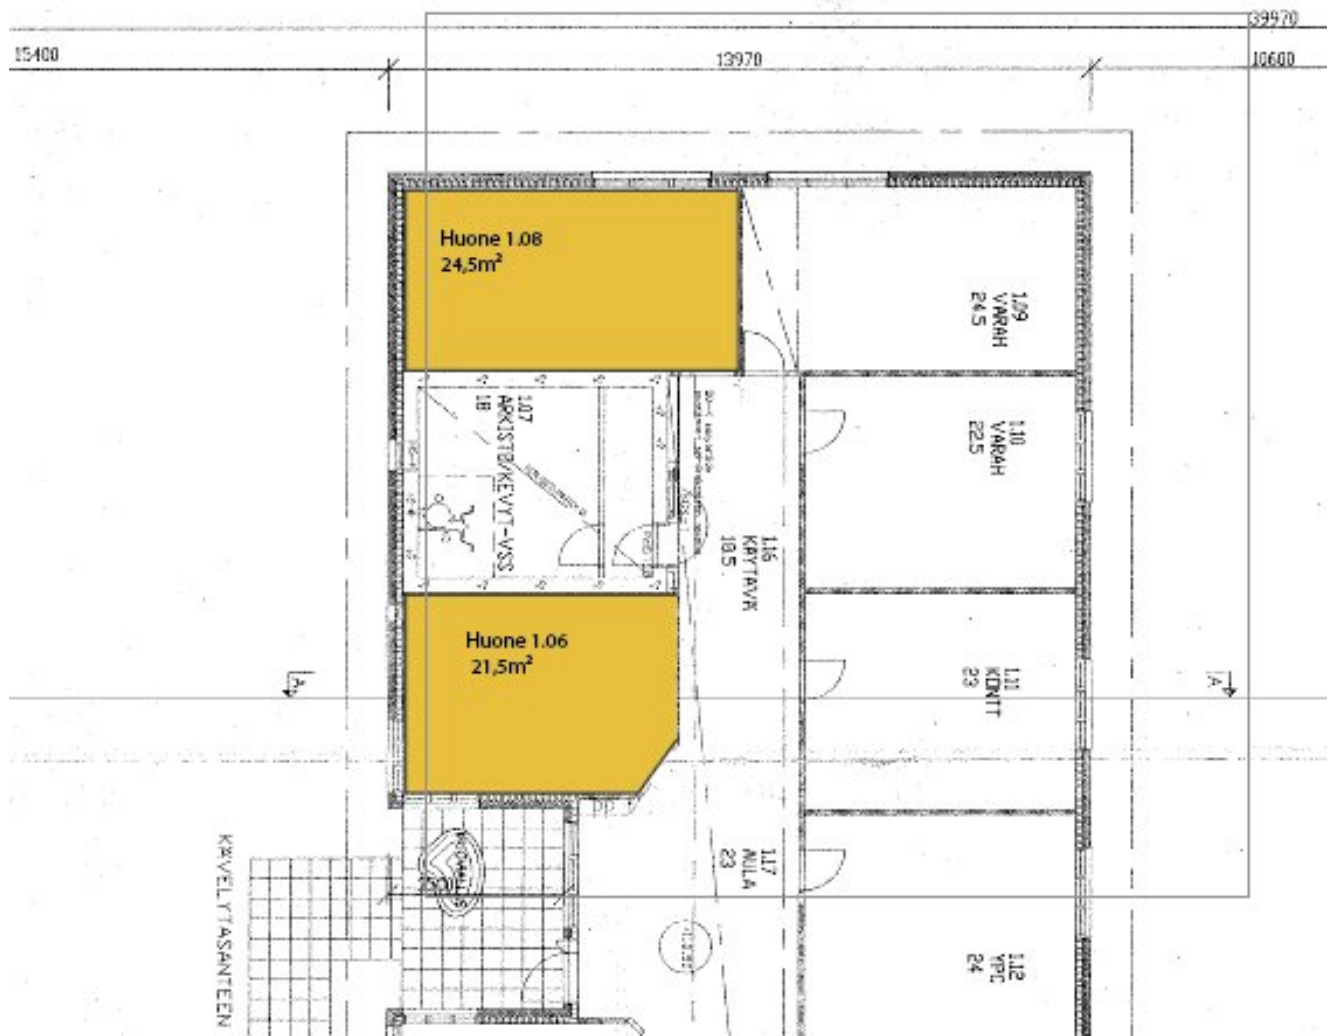 39970
15400
13970
10600
Huone 1.08
24,5m²
1.09
VARAH
24.5
1.07
ARKISTO/KEVYT-VSS
18
1.10
VARAH
22.5
1.16
KÄYTÄVÄ
18.5
Huone 1.06
21,5m²
1.11
KONTT
23
A
A
1.17
AULA
23
KÄVELYTASANTEEN
1.12
24